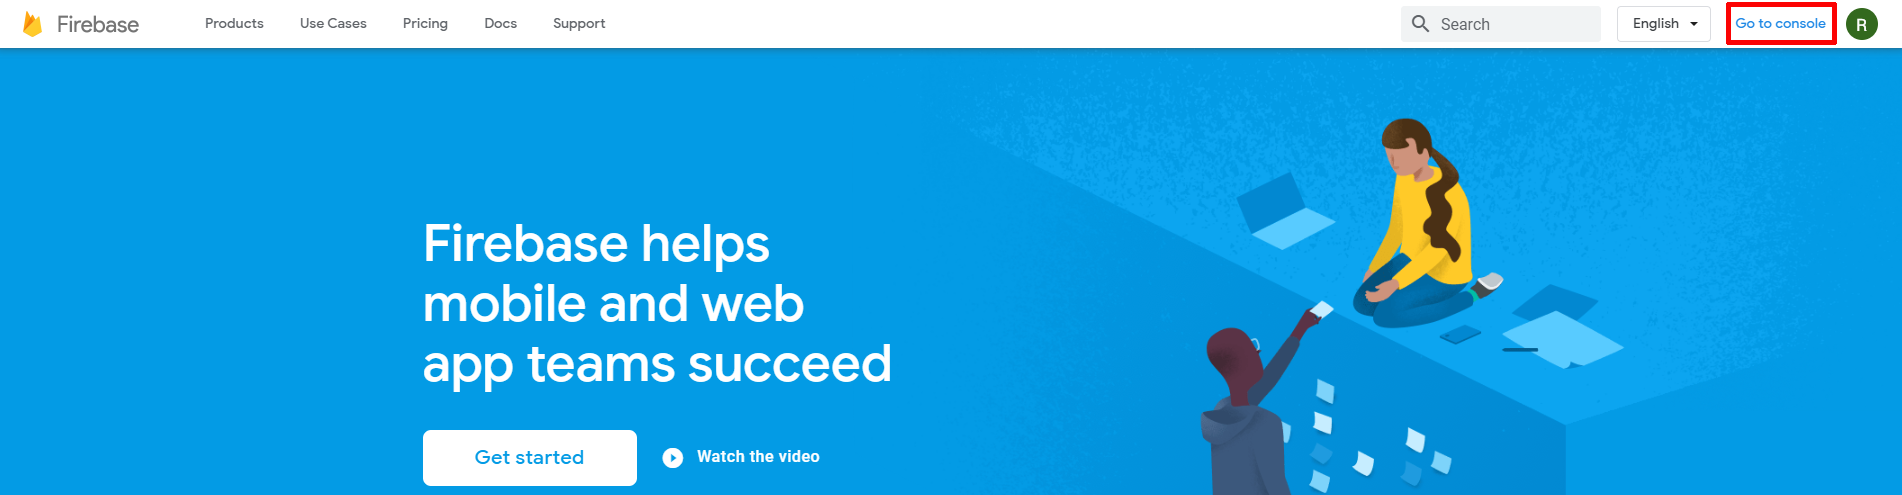 Firebase Products Use Cases Pricing Docs Support Search English Go to console R
Firebase helps
mobile and web
app teams succeed
Get started Watch the video